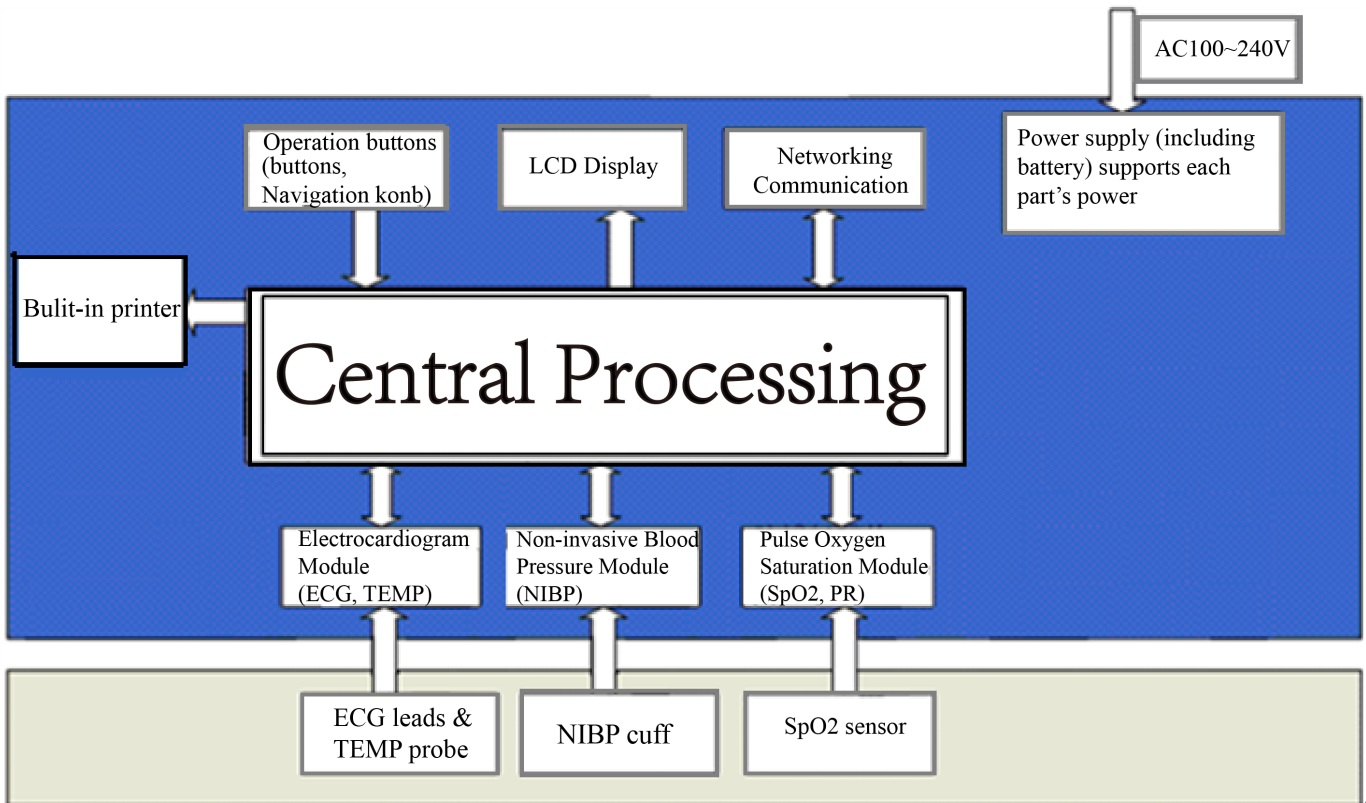 AC100~240V
Operation buttons
(buttons,
Navigation konb)
LCD Display
Networking
Communication
Power supply (including
battery) supports each
part’s power
Bulit-in printer
Central Processing
Electrocardiogram
Module
(ECG, TEMP)
Non-invasive Blood
Pressure Module
(NIBP)
Pulse Oxygen
Saturation Module
(SpO2, PR)
ECG leads &
TEMP probe
NIBP cuff
SpO2 sensor